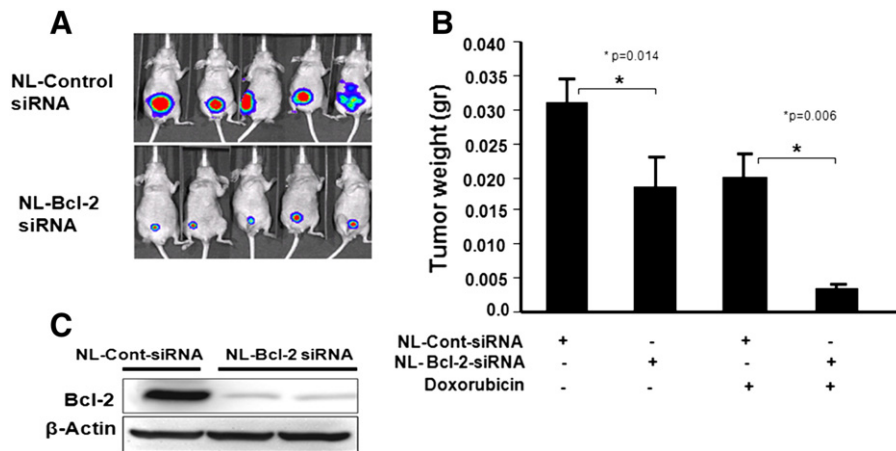 A
NL-Control
siRNA
NL-Bcl-2
siRNA
B
Tumor weight (gr)
0.040
0.035
0.030
0.025
0.020
0.015
0.010
0.005
0.0
* p=0.014
*
*p=0.006
*
NL-Cont-siRNA + - + -
NL- Bcl-2-siRNA - + - +
Doxorubicin - - + +
C
NL-Cont-siRNA NL-Bcl-2 siRNA
Bcl-2
β-Actin